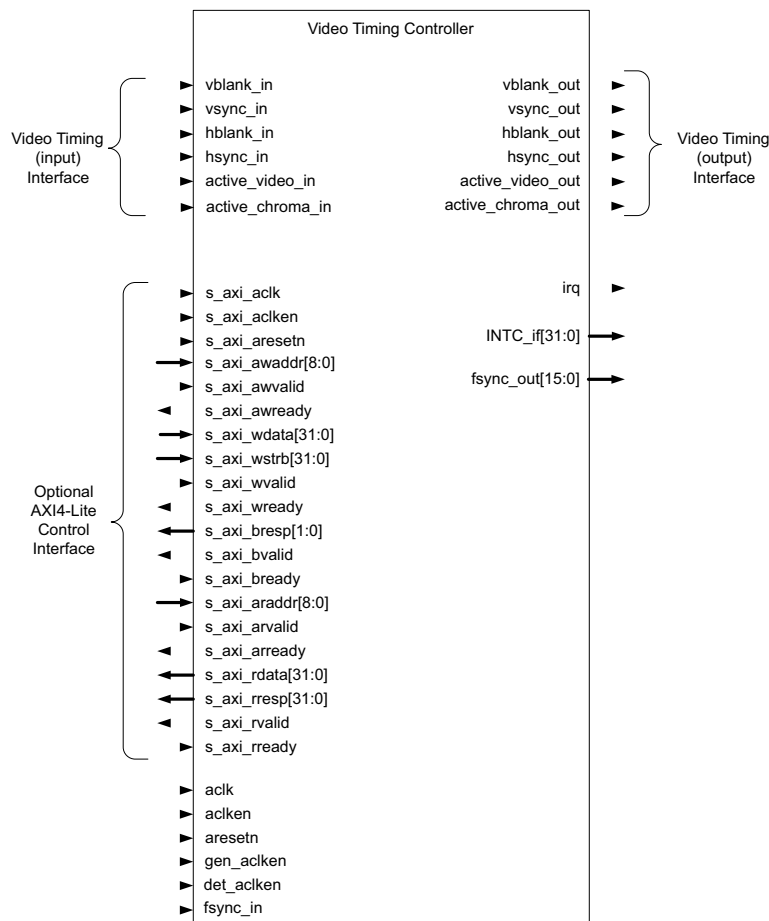 Video Timing Controller
Video Timing
(input)
Interface
vblank_in
vsync_in
hblank_in
hsync_in
active_video_in
active_chroma_in
vblank_out
vsync_out
hblank_out
hsync_out
active_video_out
active_chroma_out
Video Timing
(output)
Interface
Optional
AXI4-Lite
Control
Interface
s_axi_aclk
s_axi_aclken
s_axi_aresetn
s_axi_awaddr[8:0]
s_axi_awvalid
s_axi_awready
s_axi_wdata[31:0]
s_axi_wstrb[31:0]
s_axi_wvalid
s_axi_wready
s_axi_bresp[1:0]
s_axi_bvalid
s_axi_bready
s_axi_araddr[8:0]
s_axi_arvalid
s_axi_arready
s_axi_rdata[31:0]
s_axi_rresp[31:0]
s_axi_rvalid
s_axi_rready
irq
INTC_if[31:0]
fsync_out[15:0]
aclk
aclken
aresetn
gen_aclken
det_aclken
fsync_in